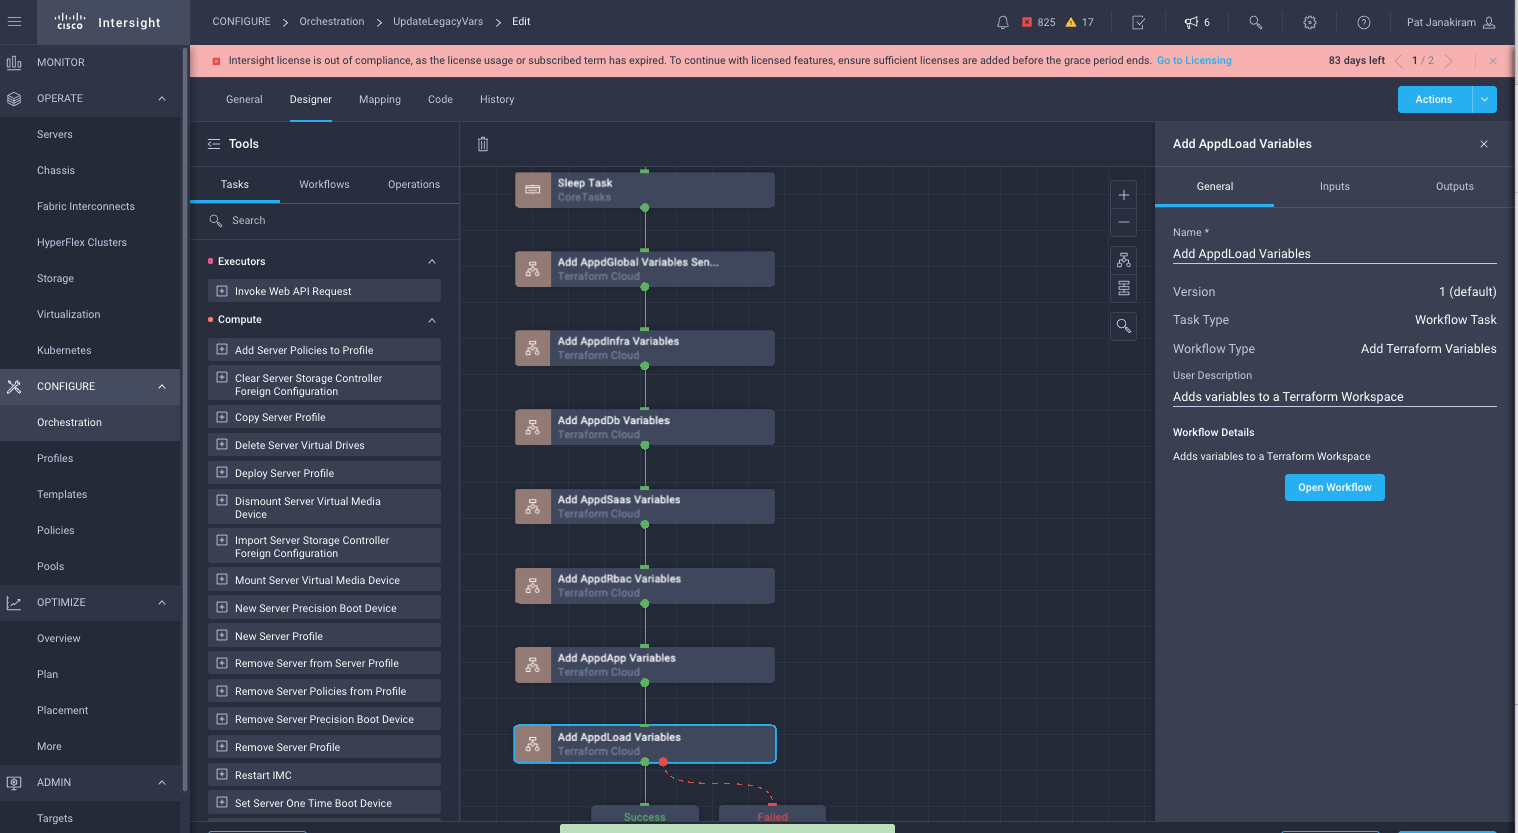 CISCO Intersight
CONFIGURE > Orchestration > UpdateLegacyVars > Edit
825 17 6 Pat Janakiram
Intersight license is out of compliance, as the license usage or subscribed term has expired. To continue with licensed features, ensure sufficient licenses are added before the grace period ends. Go to Licensing
83 days left 1 / 2
MONITOR
OPERATE
Servers
Chassis
Fabric Interconnects
HyperFlex Clusters
Storage
Virtualization
Kubernetes
CONFIGURE
Orchestration
Profiles
Templates
Policies
Pools
OPTIMIZE
Overview
Plan
Placement
More
ADMIN
Targets
General Designer Mapping Code History
Actions
Tools
Tasks Workflows Operations
Search
Executors
Invoke Web API Request
Compute
Add Server Policies to Profile
Clear Server Storage Controller
Foreign Configuration
Copy Server Profile
Delete Server Virtual Drives
Deploy Server Profile
Dismount Server Virtual Media
Device
Import Server Storage Controller
Foreign Configuration
Mount Server Virtual Media Device
New Server Precision Boot Device
New Server Profile
Remove Server from Server Profile
Remove Server Policies from Profile
Remove Server Precision Boot Device
Remove Server Profile
Restart IMC
Set Server One Time Boot Device
Sleep Task
CoreTasks
Add AppdGlobal Variables Sen...
Terraform Cloud
Add AppdInfra Variables
Terraform Cloud
Add AppdDb Variables
Terraform Cloud
Add AppdSaas Variables
Terraform Cloud
Add AppdRbac Variables
Terraform Cloud
Add AppdApp Variables
Terraform Cloud
Add AppdLoad Variables
Terraform Cloud
Success Failed
Add AppdLoad Variables
General Inputs Outputs
Name *
Add AppdLoad Variables
Version 1 (default)
Task Type Workflow Task
Workflow Type Add Terraform Variables
User Description
Adds variables to a Terraform Workspace
Workflow Details
Adds variables to a Terraform Workspace
Open Workflow